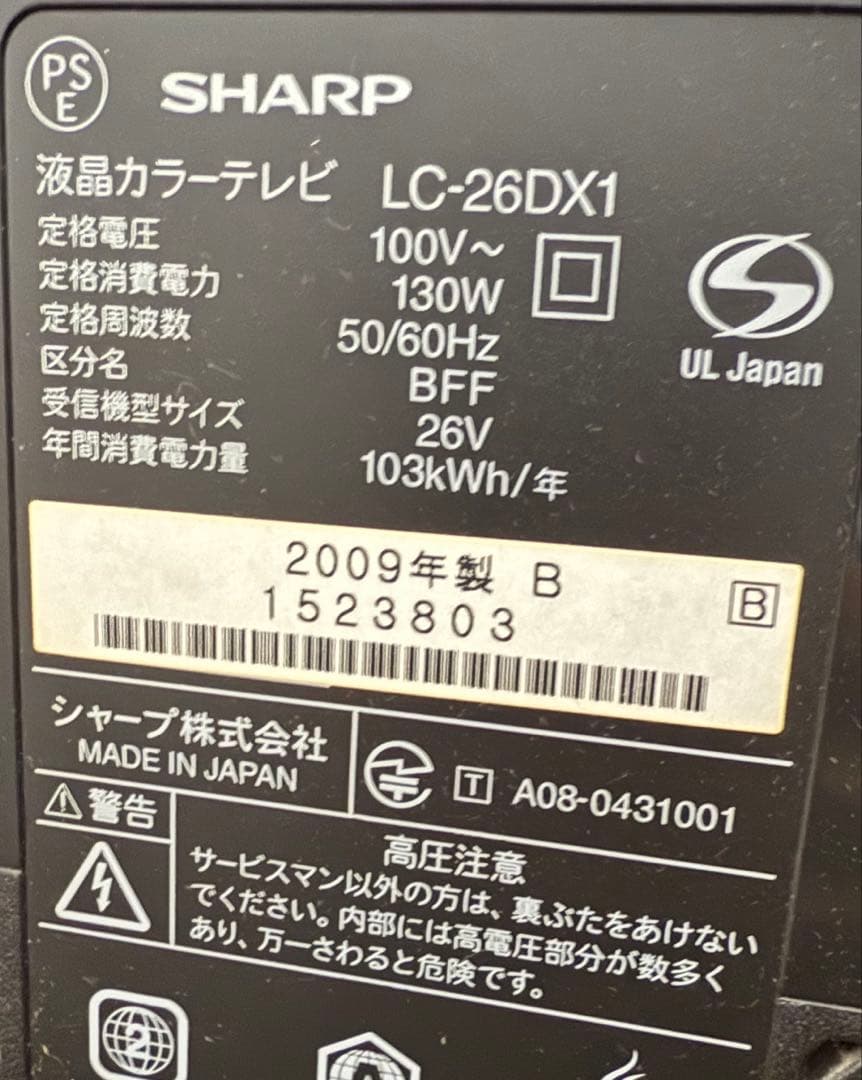 PS
E
SHARP
液晶カラーテレビ LC-26DX1
定格電圧 100V～
定格消費電力 130W
定格周波数 50/60Hz
区分名 BFF
受信機型サイズ 26V
年間消費電力量 103kWh/年
UL Japan
2009年製 B
B
1523803
シャープ株式会社
MADE IN JAPAN
T A08-0431001
警告
高圧注意
サービスマン以外の方は、裏ぶたをあけない
でください。内部には高電圧部分が数多く
あり、万一さわると危険です。
2
A